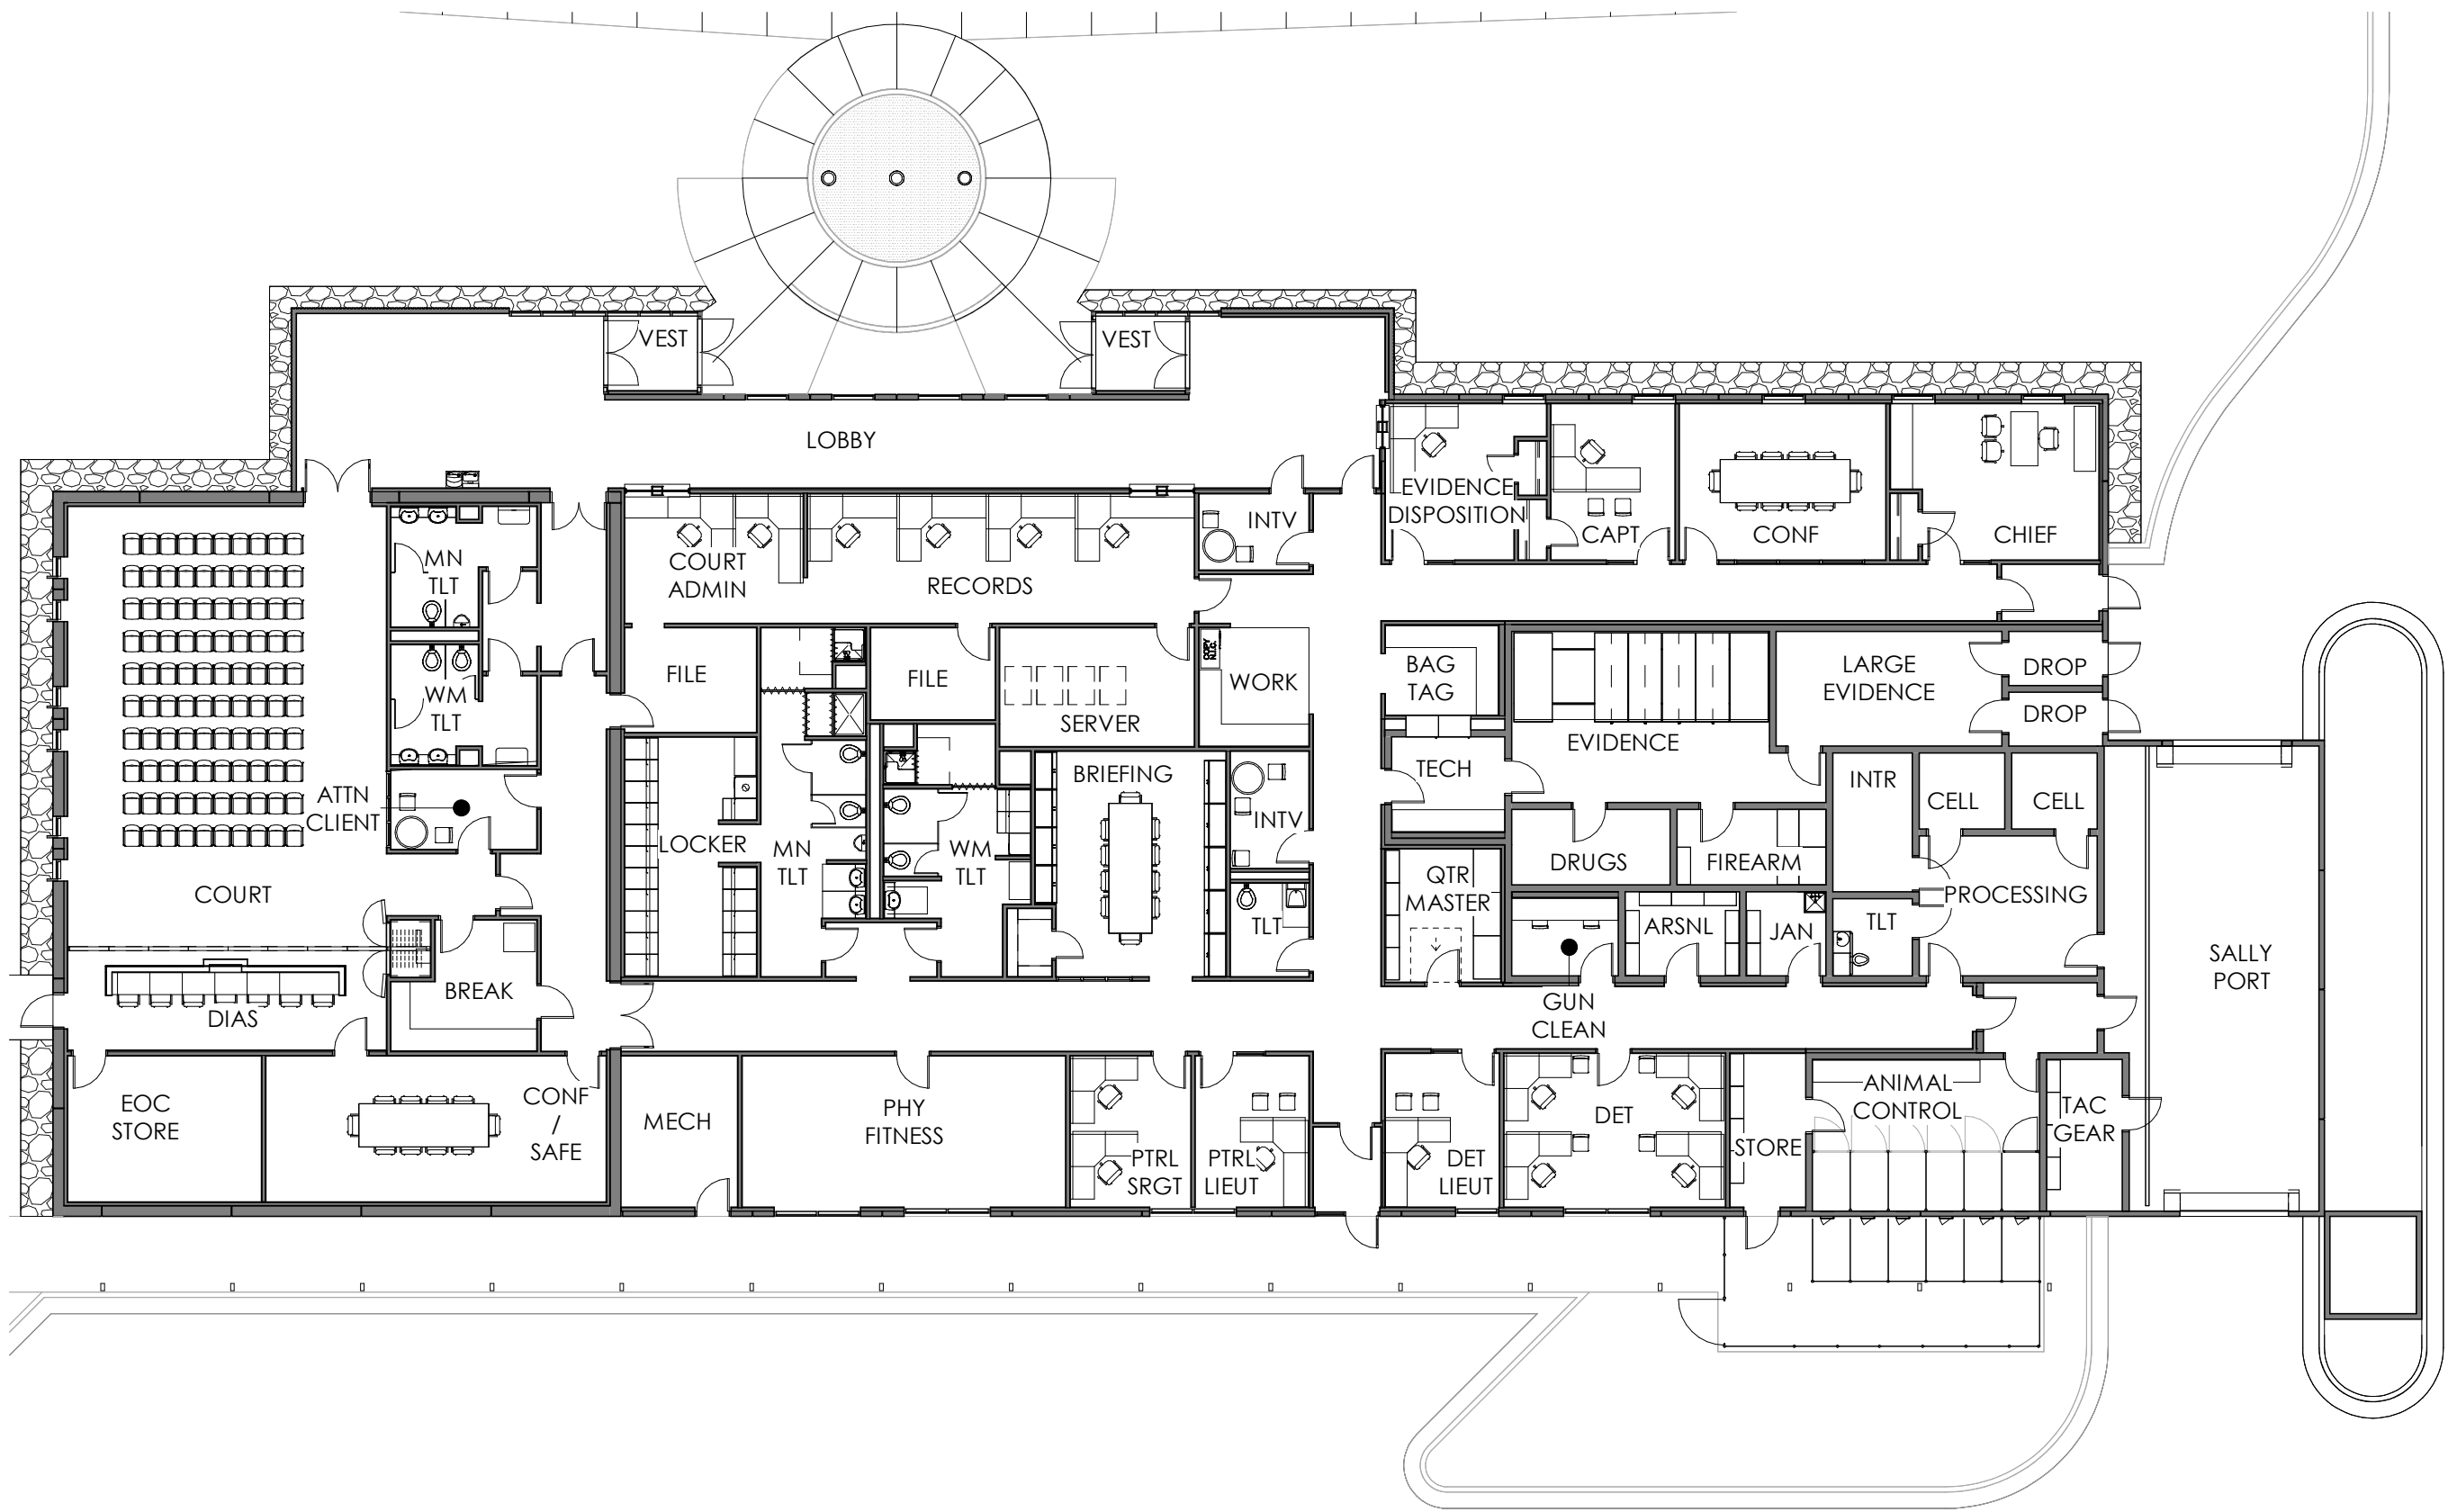 VEST
VEST
LOBBY
EVIDENCE
DISPOSITION
CAPT
CONF
CHIEF
INTV
MN
TLT
COURT
ADMIN
RECORDS
WM
TLT
FILE
FILE
SERVER
WORK
BAG
TAG
EVIDENCE
LARGE
EVIDENCE
DROP
DROP
ATTN
CLIENT
LOCKER
MN
TLT
WM
TLT
BRIEFING
INTV
TECH
INTR
CELL
CELL
COURT
TLT
QTR
MASTER
DRUGS
FIREARM
ARSNL
JAN
TLT
PROCESSING
SALLY
PORT
DIAS
BREAK
GUN
CLEAN
EOC
STORE
CONF
/
SAFE
MECH
PHY
FITNESS
PTRL
SRGT
PTRL
LIEUT
DET
LIEUT
DET
STORE
ANIMAL
CONTROL
TAC
GEAR